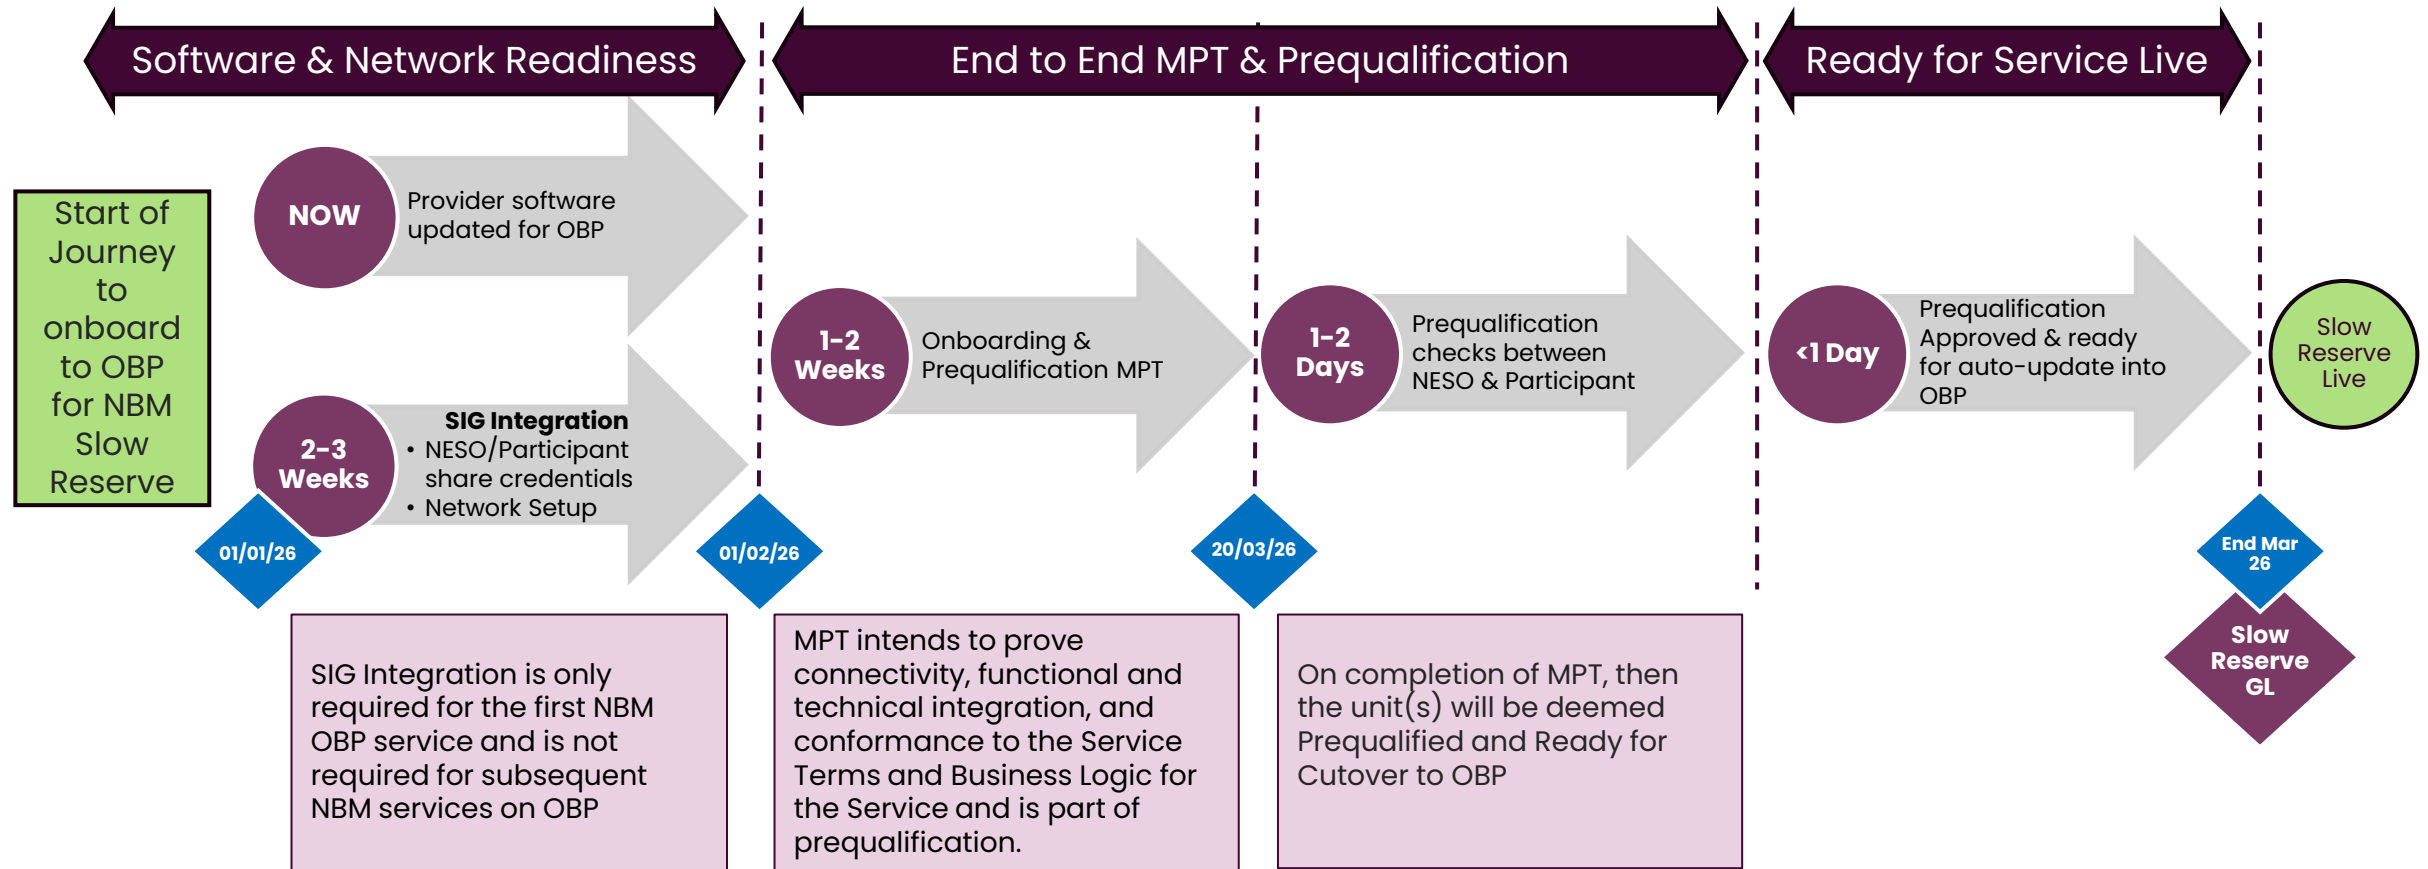 Software & Network Readiness
End to End MPT & Prequalification
Ready for Service Live
Start of
Journey
to
onboard
to OBP
for NBM
Slow
Reserve
NOW
Provider software
updated for OBP
2-3
Weeks
SIG Integration
• NESO/Participant
share credentials
• Network Setup
1-2
Weeks
Onboarding &
Prequalification MPT
1-2
Days
Prequalification
checks between
NESO & Participant
<1 Day
Prequalification
Approved & ready
for auto-update into
OBP
Slow
Reserve
Live
01/01/26
01/02/26
20/03/26
End Mar
26
Slow
Reserve
GL
SIG Integration is only
required for the first NBM
OBP service and is not
required for subsequent
NBM services on OBP
MPT intends to prove
connectivity, functional and
technical integration, and
conformance to the Service
Terms and Business Logic for
the Service and is part of
prequalification.
On completion of MPT, then
the unit(s) will be deemed
Prequalified and Ready for
Cutover to OBP